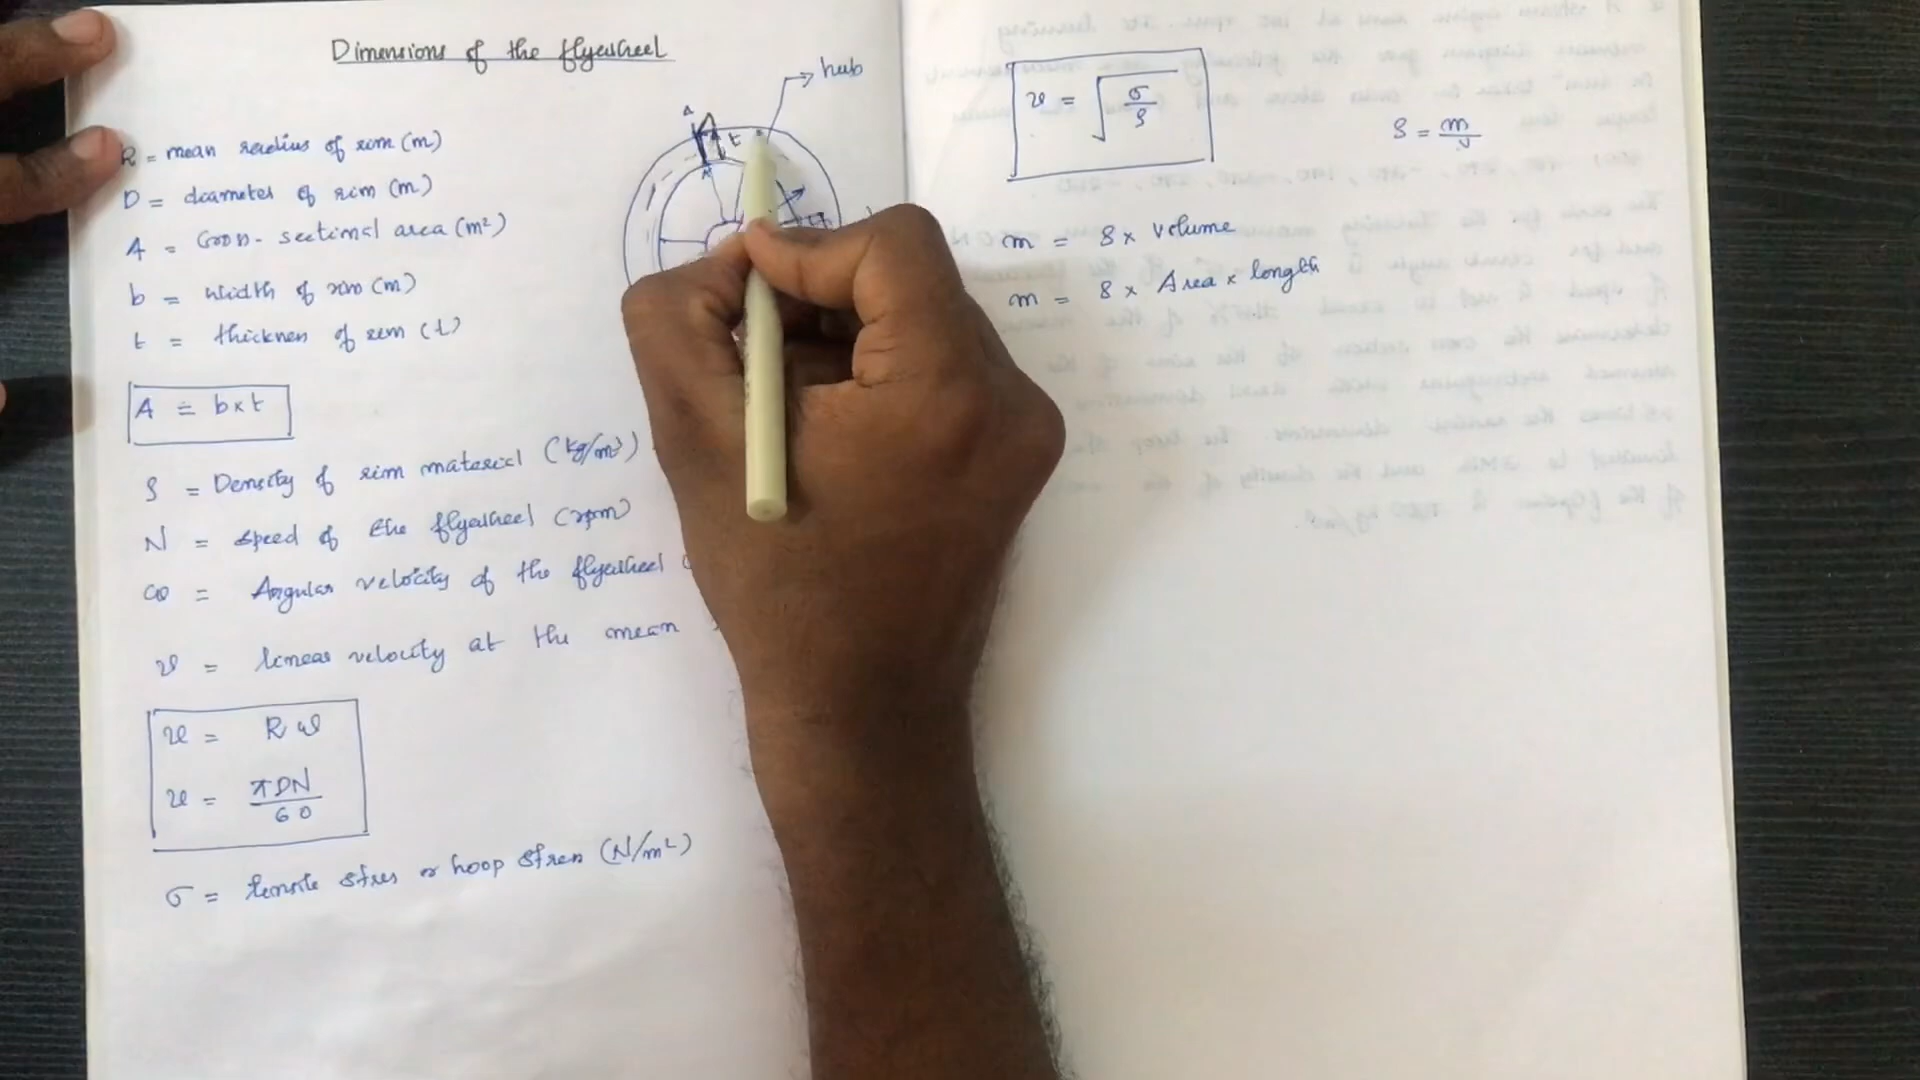 Dimensions of the flywheel
hub
A
t
A
R = mean radius of rim (m)
D = diameter of rim (m)
A = Cross-sectional area (m²)
b = width of rim (m)
t = thickness of rim (t)
A = b×t
ρ = Density of rim material (kg/m³)
N = speed of the flywheel (rpm)
ω = Angular velocity of the flywheel
v = linear velocity at the mean
v = Rω
v = πDN/60
σ = tensile stress or hoop stress (N/m²)
v = √(σ/ρ)
ρ = m/v
m = ρ × volume
m = ρ × Area × length